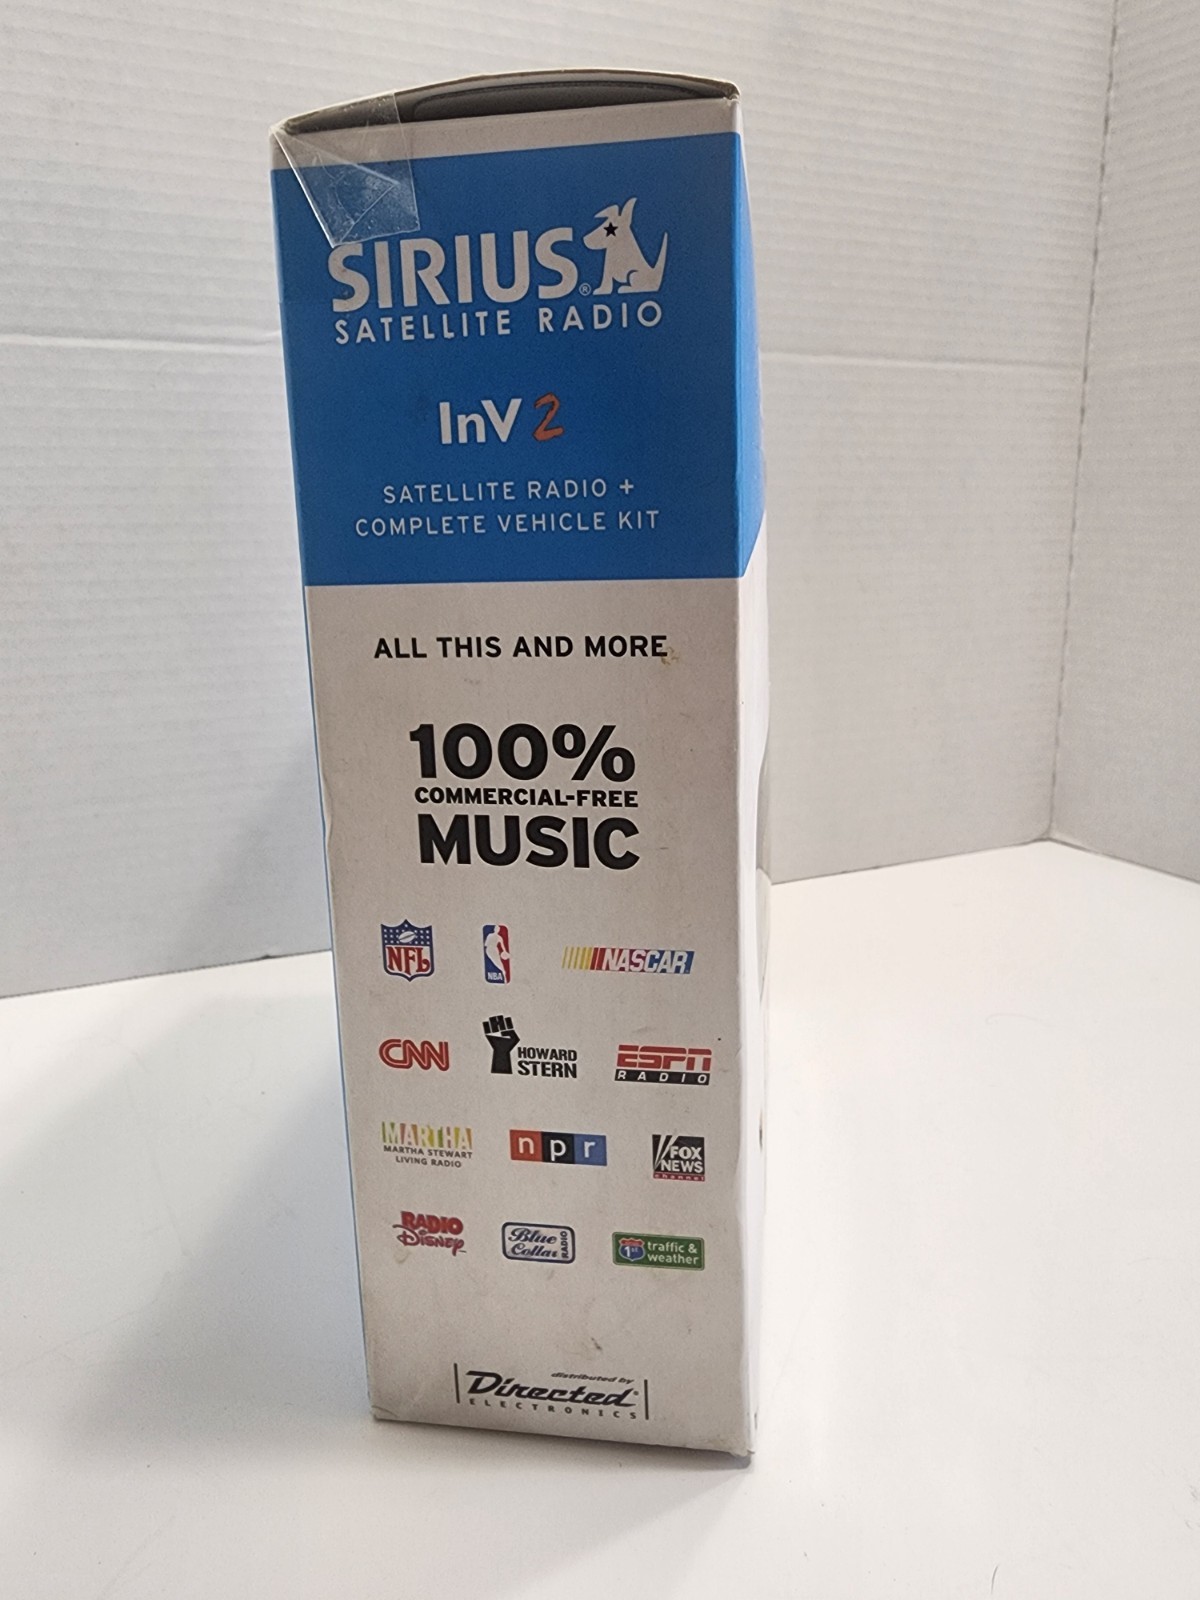 SIRIUS®
SATELLITE RADIO
InV 2
SATELLITE RADIO +
COMPLETE VEHICLE KIT
ALL THIS AND MORE
100%
COMMERCIAL-FREE
MUSIC
NFL
NBA
NASCAR
CNN
HOWARD
STERN
ESPN
RADIO
MARTHA
MARTHA STEWART
LIVING RADIO
npr
FOX
NEWS
channel
RADIO
Disney
Blue
Collar
RADIO
1st
traffic &
weather
distributed by
Directed®
ELECTRONICS